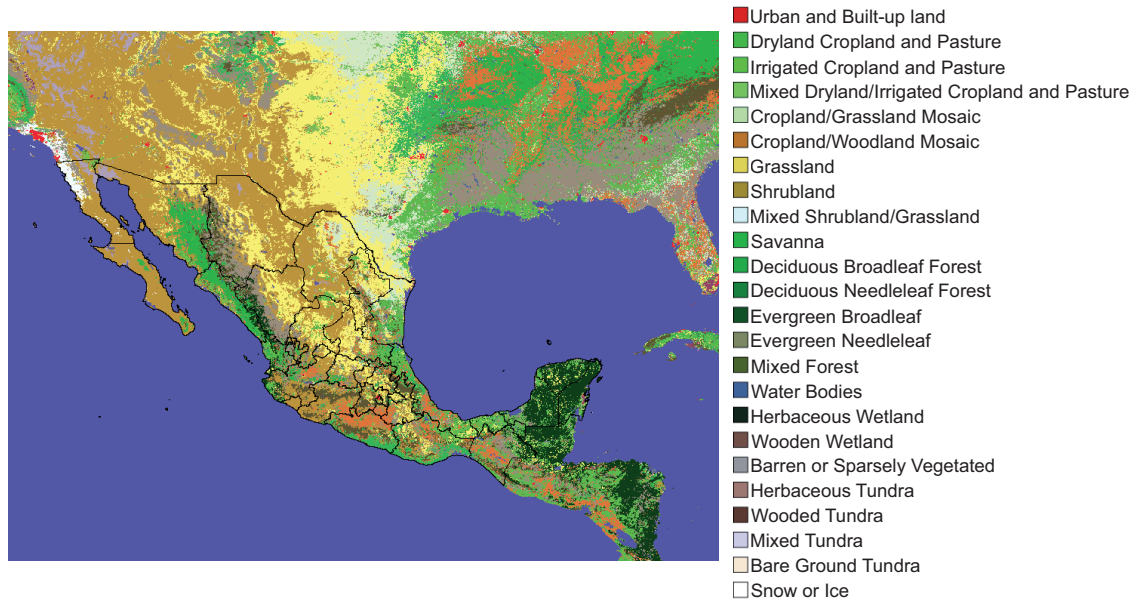 Urban and Built-up land
Dryland Cropland and Pasture
Irrigated Cropland and Pasture
Mixed Dryland/Irrigated Cropland and Pasture
Cropland/Grassland Mosaic
Cropland/Woodland Mosaic
Grassland
Shrubland
Mixed Shrubland/Grassland
Savanna
Deciduous Broadleaf Forest
Deciduous Needleleaf Forest
Evergreen Broadleaf
Evergreen Needleleaf
Mixed Forest
Water Bodies
Herbaceous Wetland
Wooden Wetland
Barren or Sparsely Vegetated
Herbaceous Tundra
Wooded Tundra
Mixed Tundra
Bare Ground Tundra
Snow or Ice